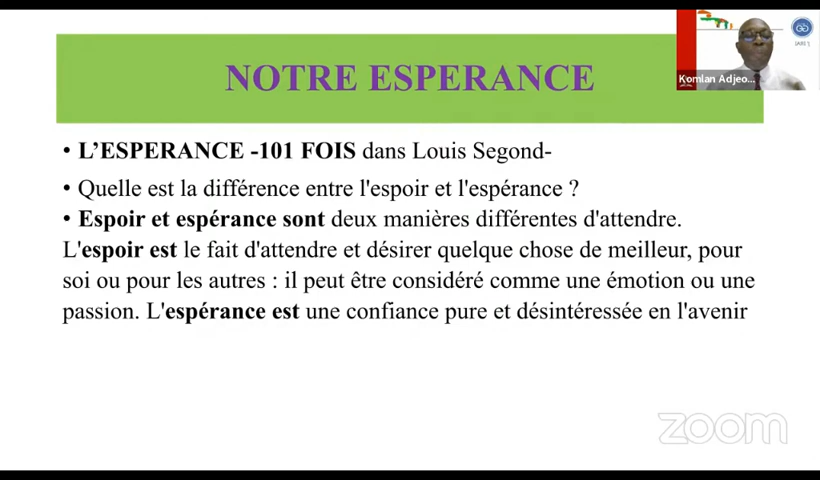 NOTRE ESPERANCE
• L’ESPERANCE -101 FOIS dans Louis Segond-
• Quelle est la différence entre l'espoir et l'espérance ?
• Espoir et espérance sont deux manières différentes d'attendre.
L'espoir est le fait d'attendre et désirer quelque chose de meilleur, pour
soi ou pour les autres : il peut être considéré comme une émotion ou une
passion. L'espérance est une confiance pure et désintéressée en l'avenir
Komlan Adjeo...
zoom